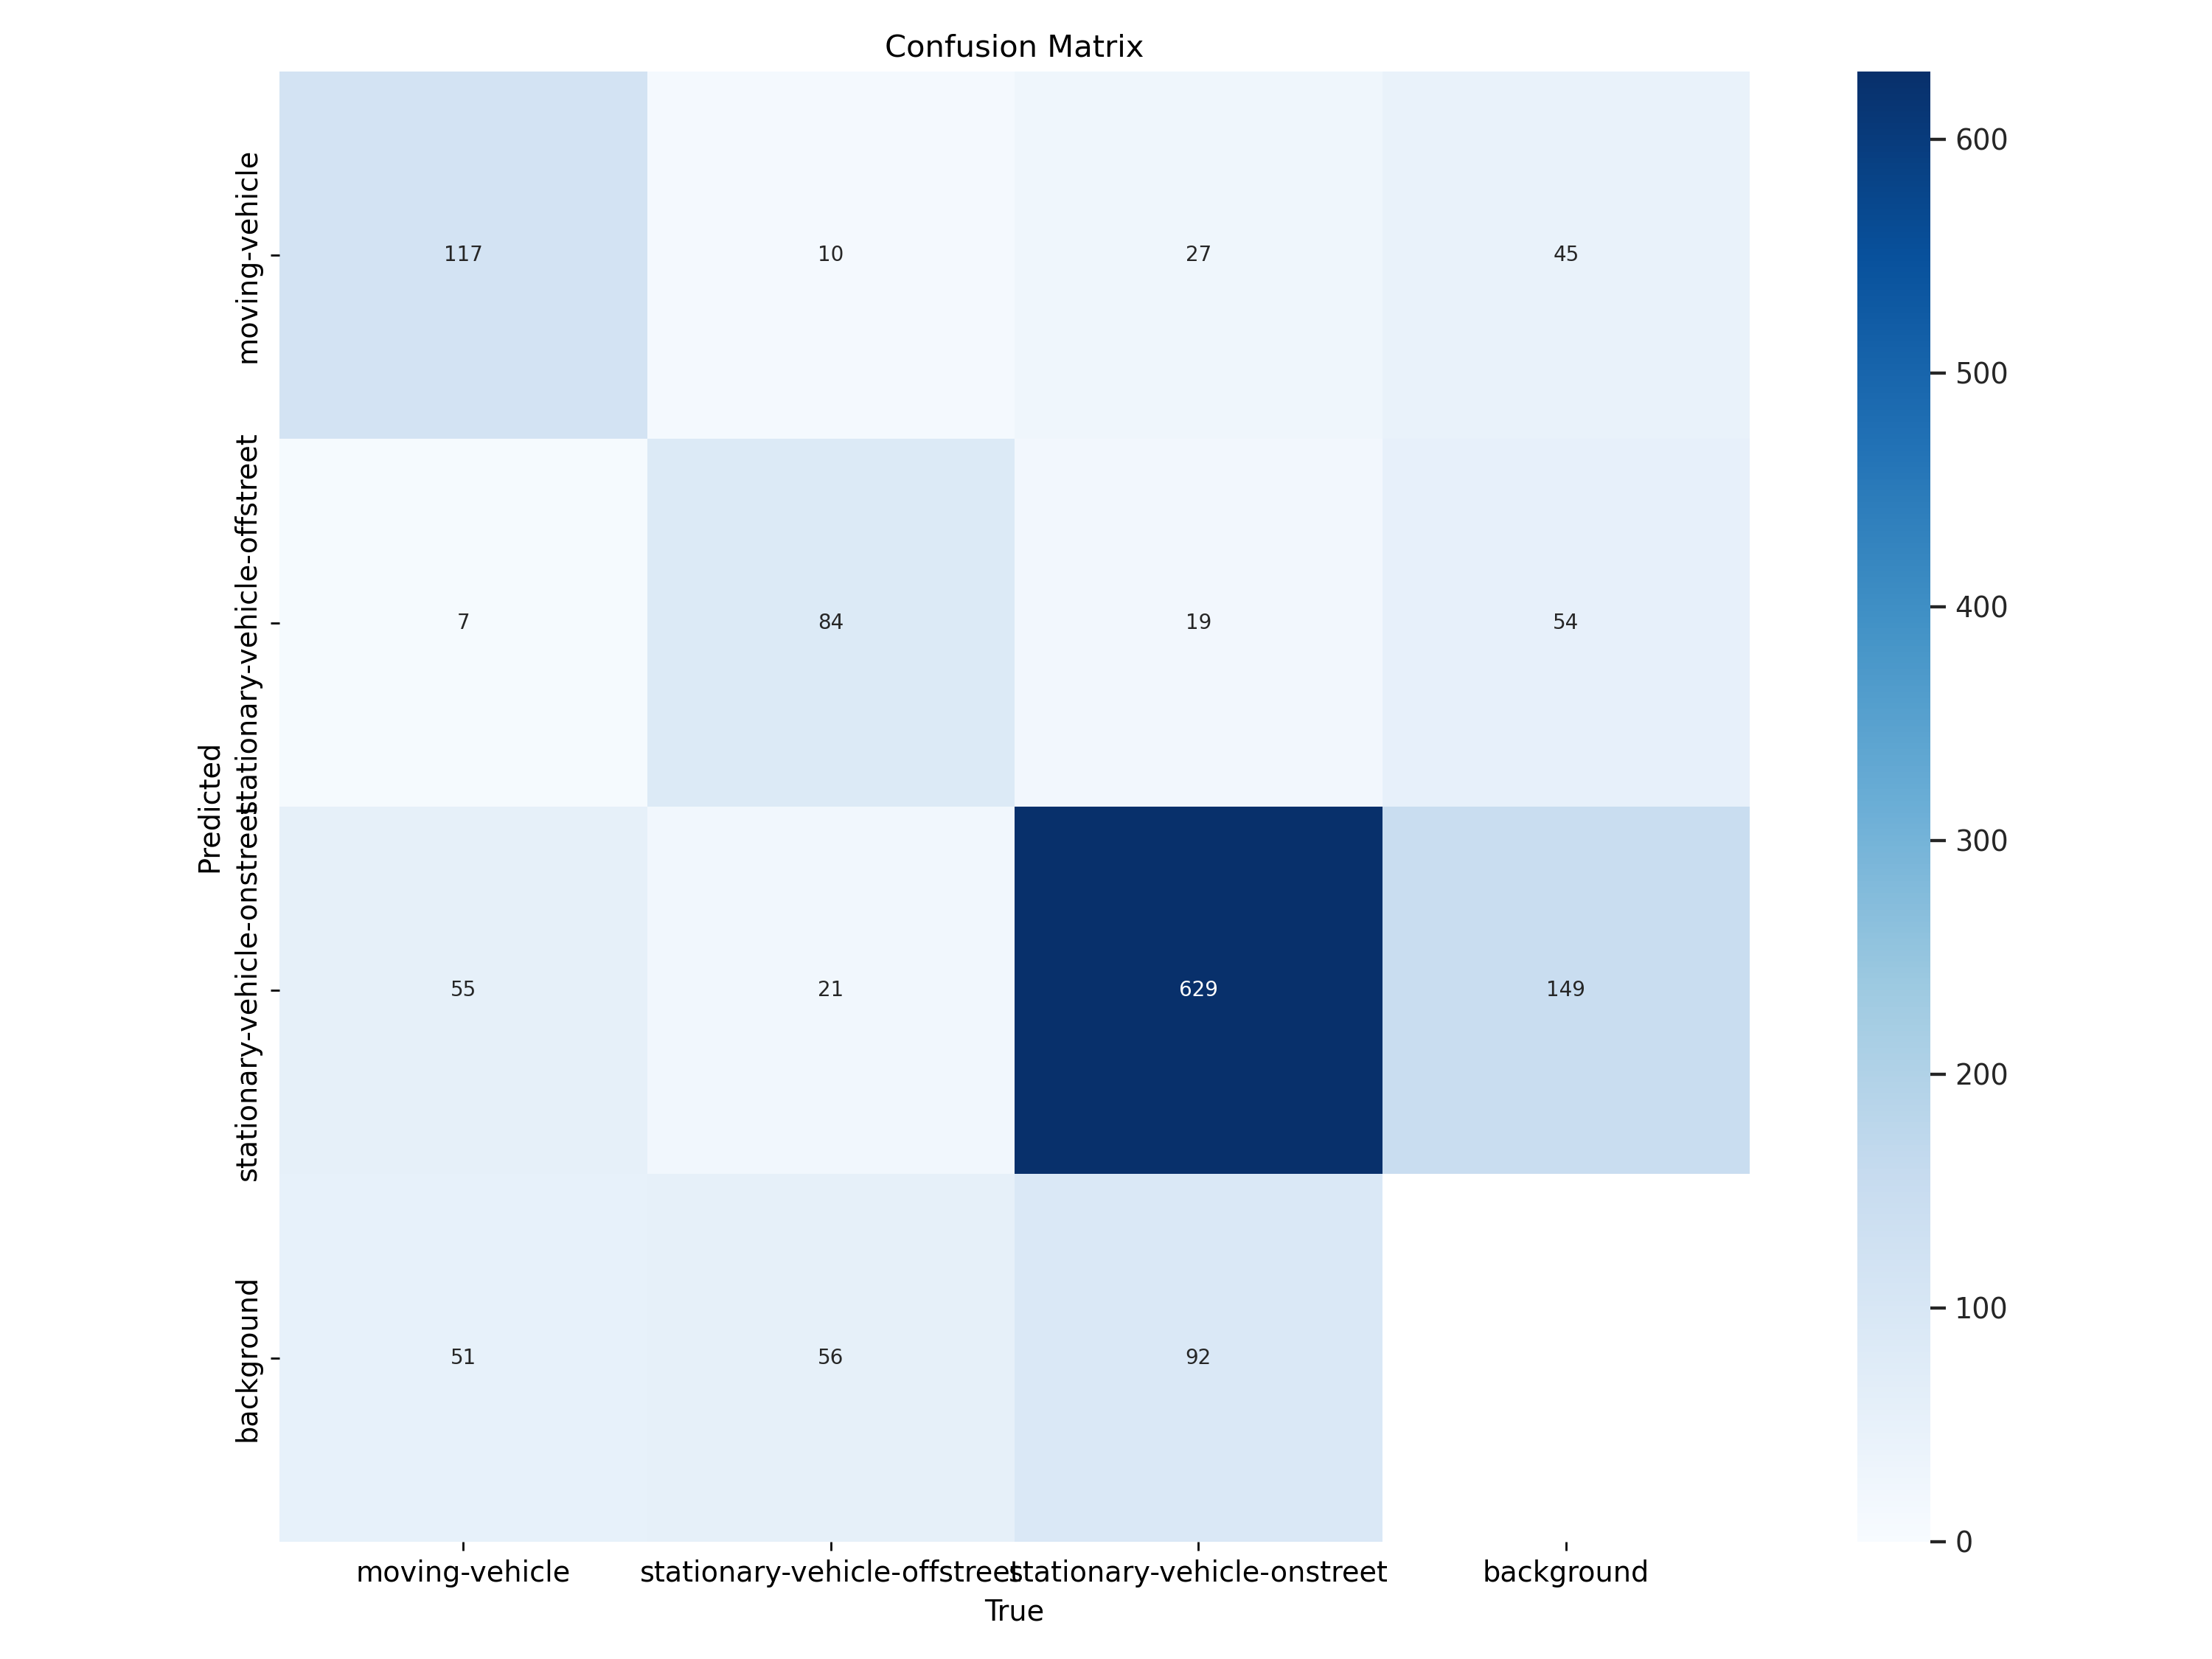 Confusion Matrix
Predicted
moving-vehicle
117
10
27
45
stationary-vehicle-offstreet
7
84
19
54
stationary-vehicle-onstreet
55
21
629
149
background
51
56
92
moving-vehicle
stationary-vehicle-offstreet
stationary-vehicle-onstreet
background
True
600
500
400
300
200
100
0